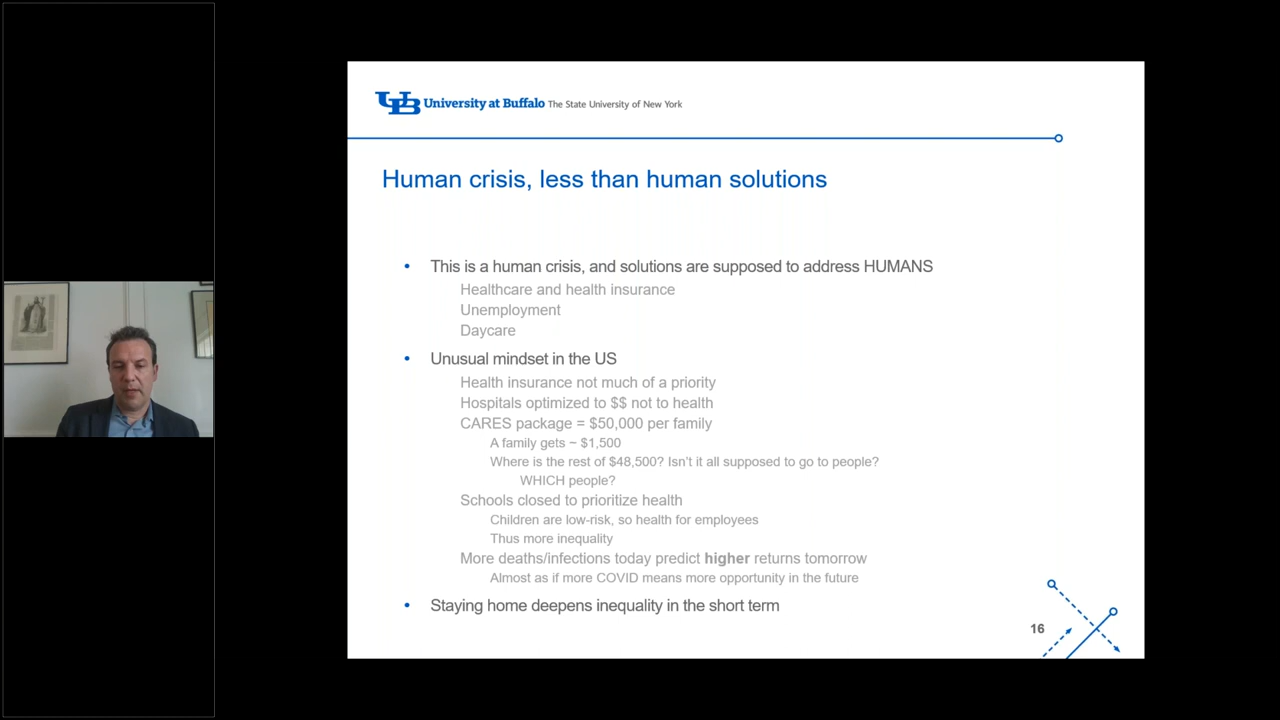 UB University at Buffalo The State University of New York
Human crisis, less than human solutions
• This is a human crisis, and solutions are supposed to address HUMANS
Healthcare and health insurance
Unemployment
Daycare
• Unusual mindset in the US
Health insurance not much of a priority
Hospitals optimized to $$ not to health
CARES package = $50,000 per family
A family gets ~ $1,500
Where is the rest of $48,500? Isn't it all supposed to go to people?
WHICH people?
Schools closed to prioritize health
Children are low-risk, so health for employees
Thus more inequality
More deaths/infections today predict higher returns tomorrow
Almost as if more COVID means more opportunity in the future
• Staying home deepens inequality in the short term
16